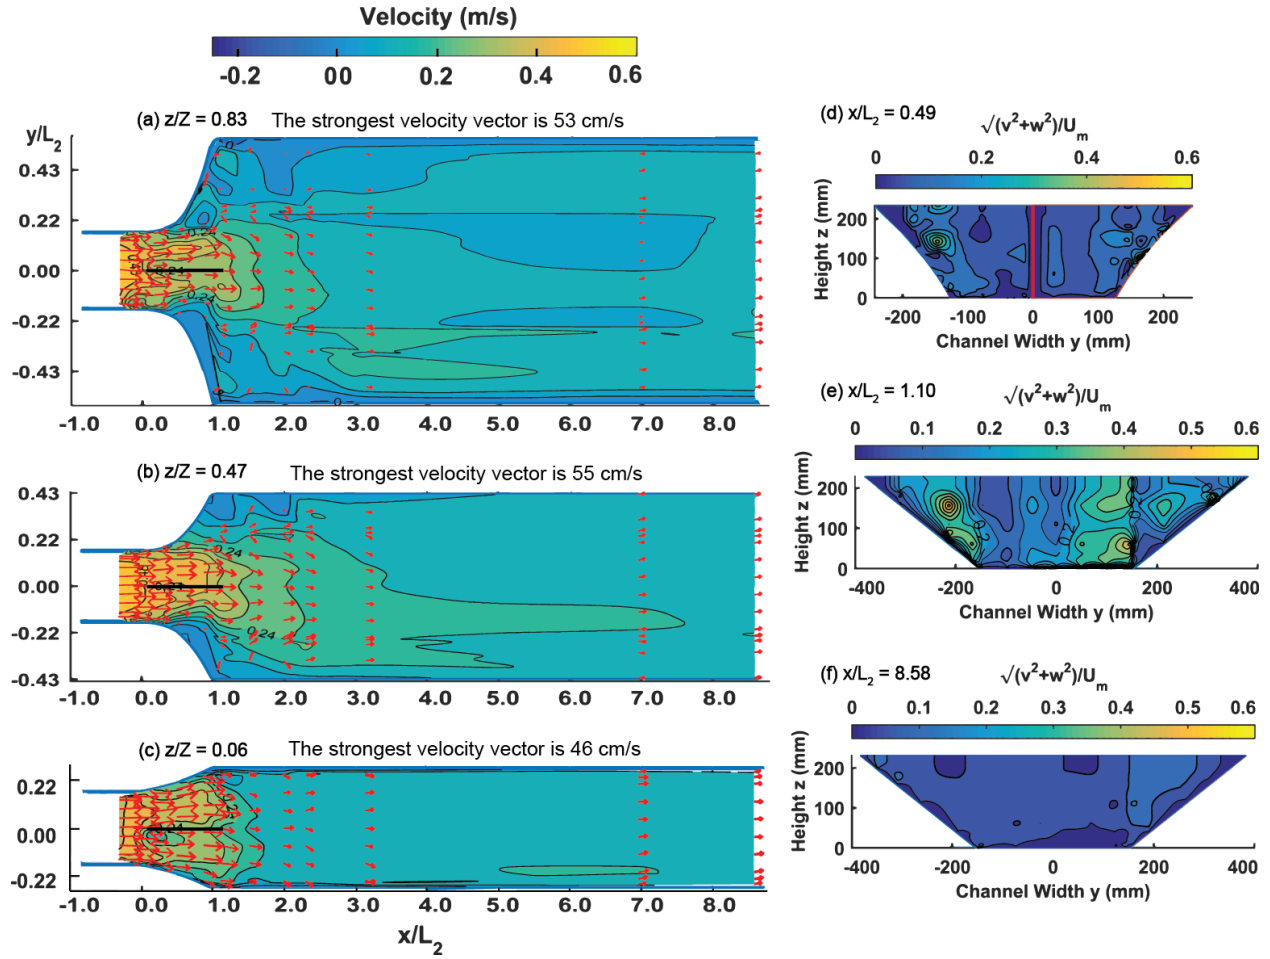 Velocity (m/s)
-0.2 00 0.2 0.4 0.6
(a) z/Z = 0.83 The strongest velocity vector is 53 cm/s
y/L2
0.43
0.22
0.00
-0.22
-0.43
0.24
0.24
-1.0 0.0 1.0 2.0 3.0 4.0 5.0 6.0 7.0 8.0
(b) z/Z = 0.47 The strongest velocity vector is 55 cm/s
0.43
0.22
0.00
-0.22
-0.43
0.24
0.24
-1.0 0.0 1.0 2.0 3.0 4.0 5.0 6.0 7.0 8.0
(c) z/Z = 0.06 The strongest velocity vector is 46 cm/s
0.22
0.00
-0.22
-1.0 0.0 1.0 2.0 3.0 4.0 5.0 6.0 7.0 8.0
x/L2
(d) x/L2 = 0.49
√(v²+w²)/Um
0 0.2 0.4 0.6
Height z (mm)
200
100
0
-200 -100 0 100 200
Channel Width y (mm)
(e) x/L2 = 1.10
√(v²+w²)/Um
0 0.1 0.2 0.3 0.4 0.5 0.6
Height z (mm)
200
100
0
-400 -200 0 200 400
Channel Width y (mm)
(f) x/L2 = 8.58
√(v²+w²)/Um
0 0.1 0.2 0.3 0.4 0.5 0.6
Height z (mm)
200
100
0
-400 -200 0 200 400
Channel Width y (mm)